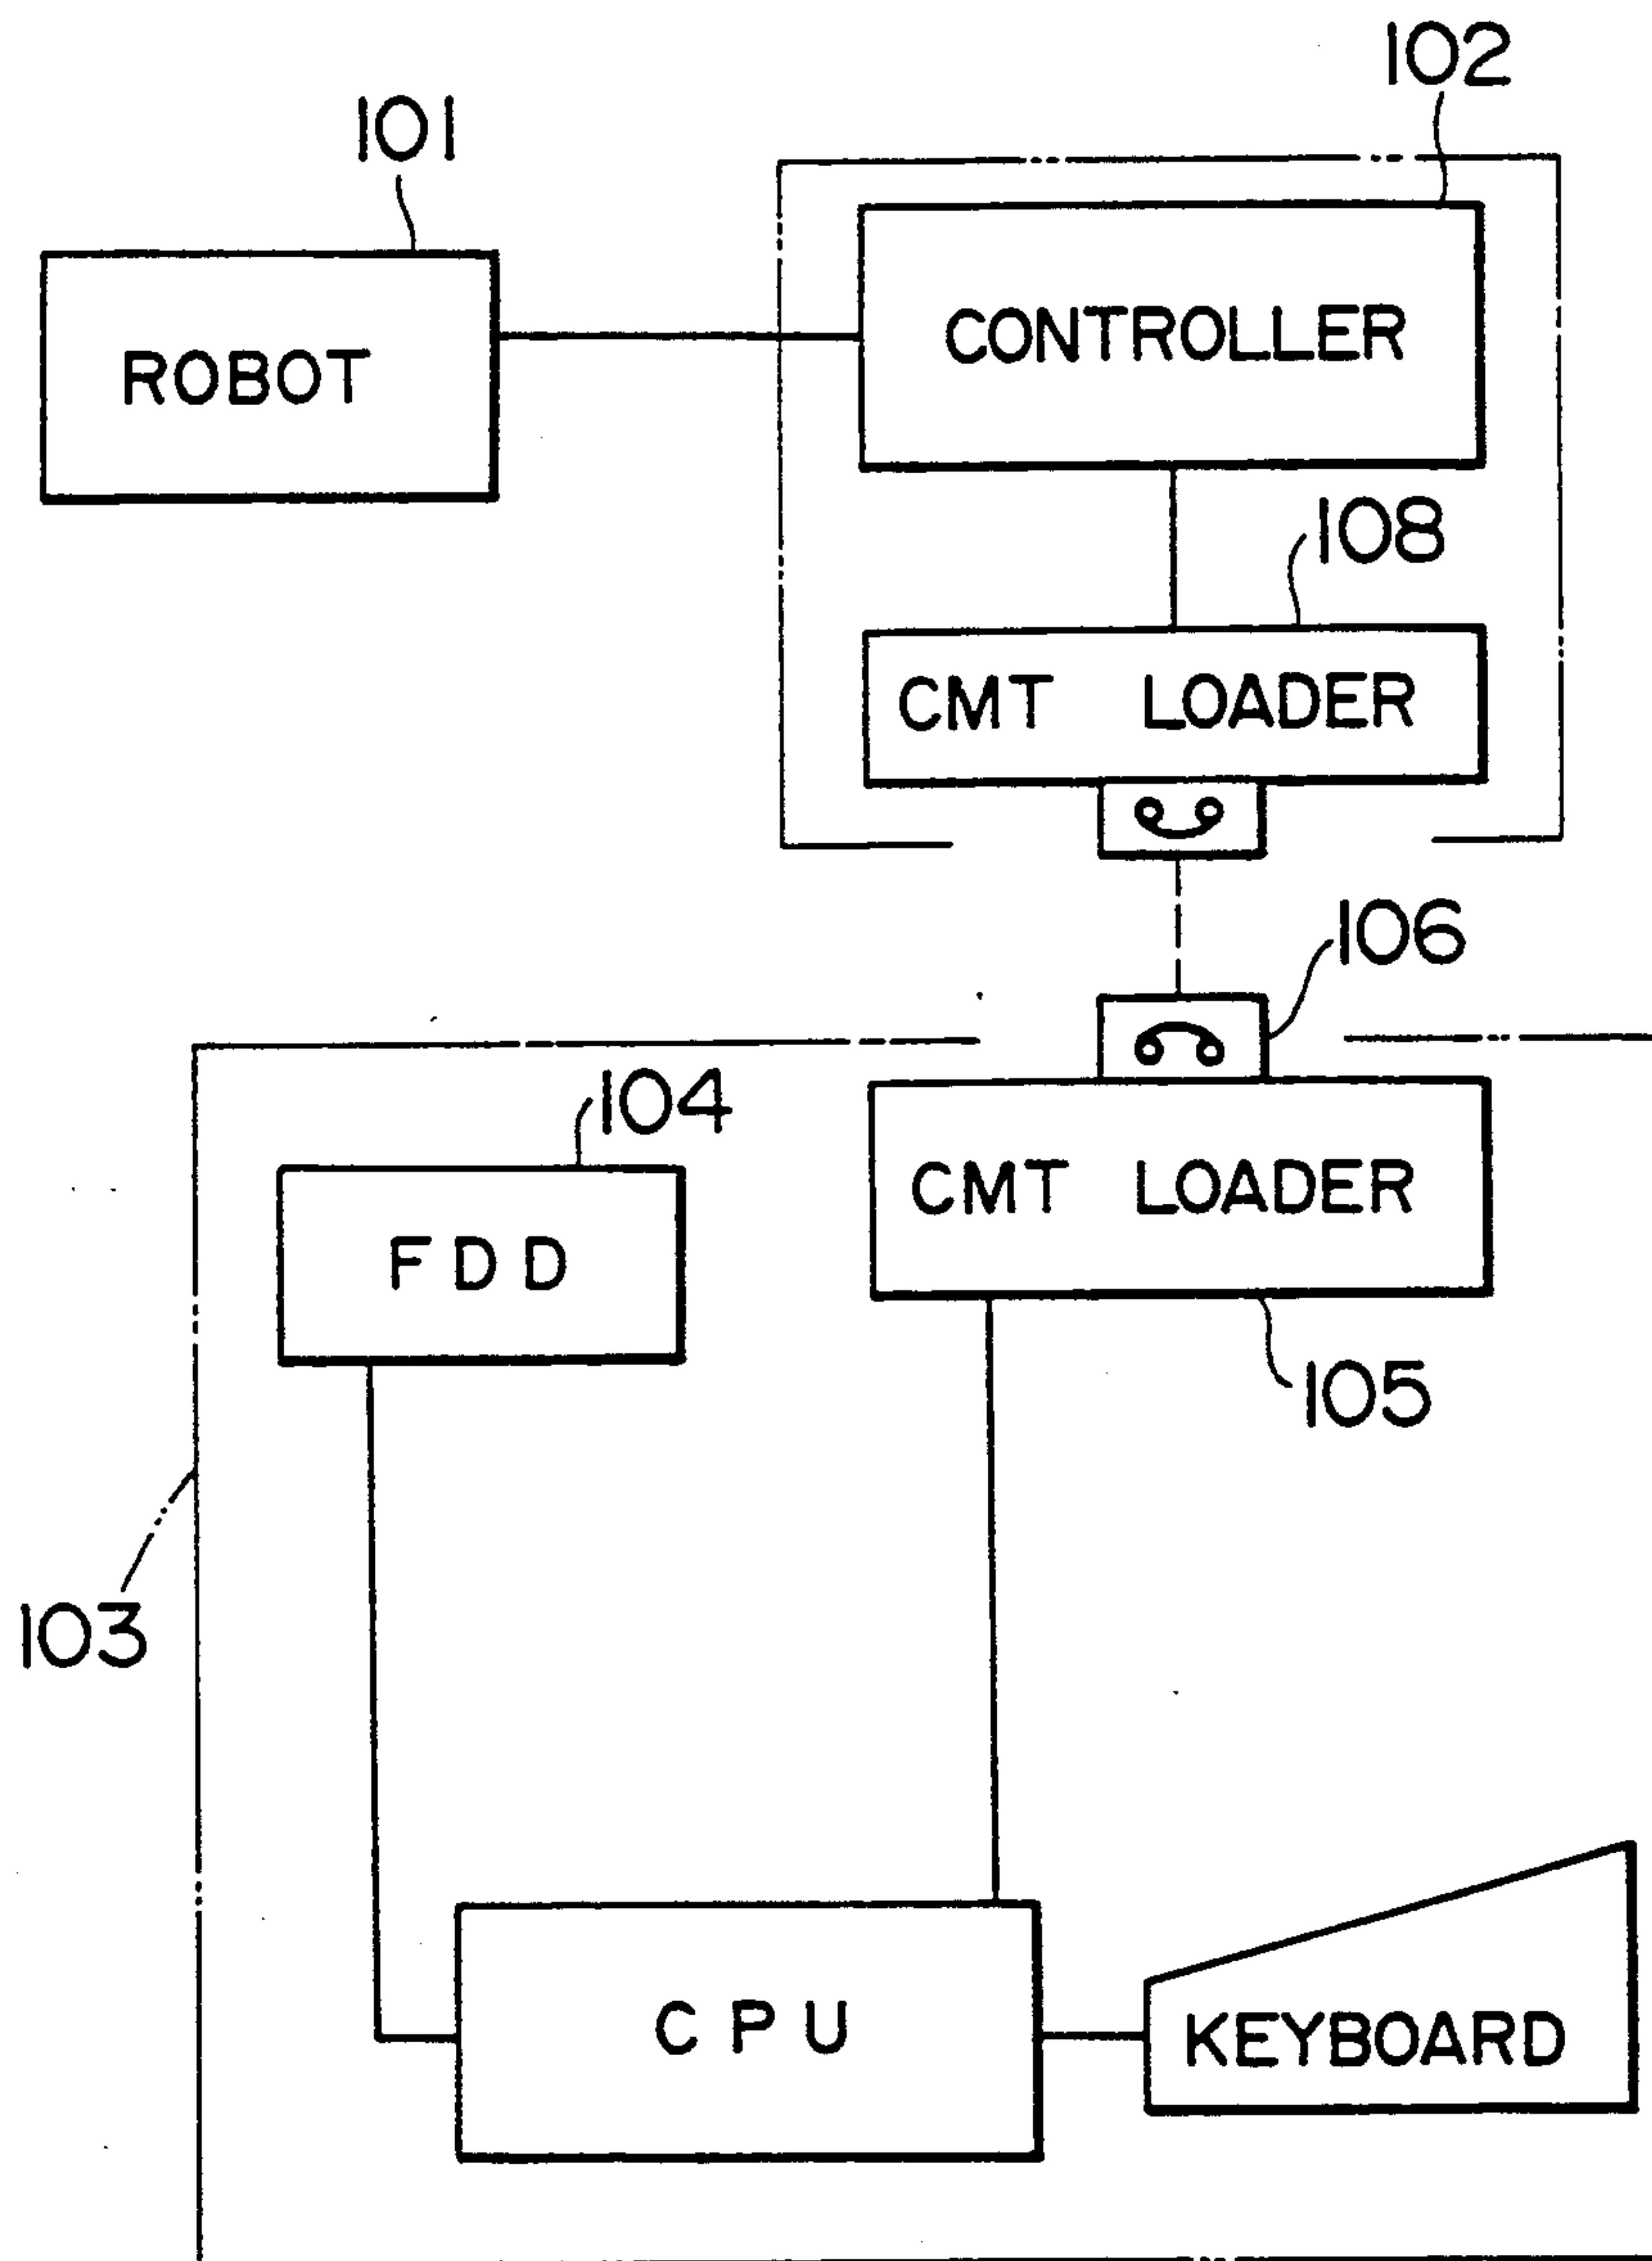 102
101
CONTROLLER
ROBOT
108
CMT LOADER
106
104
CMT LOADER
FDD
105
103
CPU
KEYBOARD